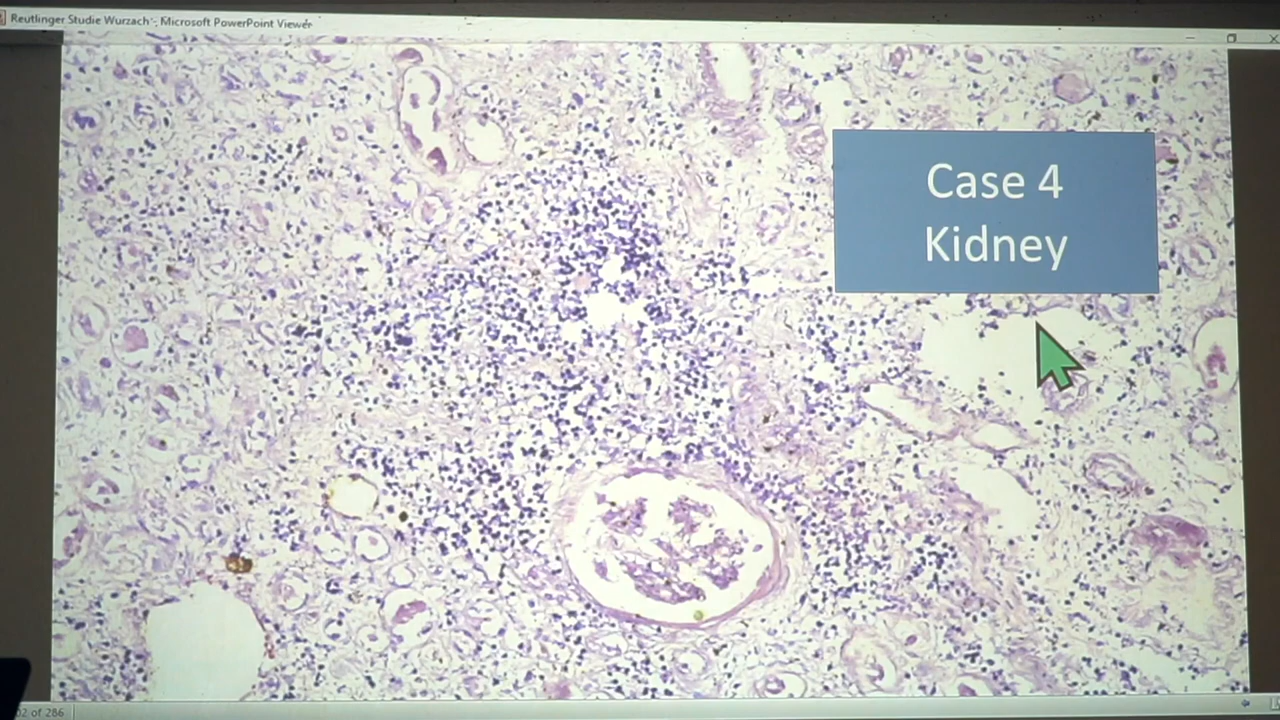 Reutlinger Studie Wurzach - Microsoft PowerPoint Viewer
Case 4
Kidney
of 286